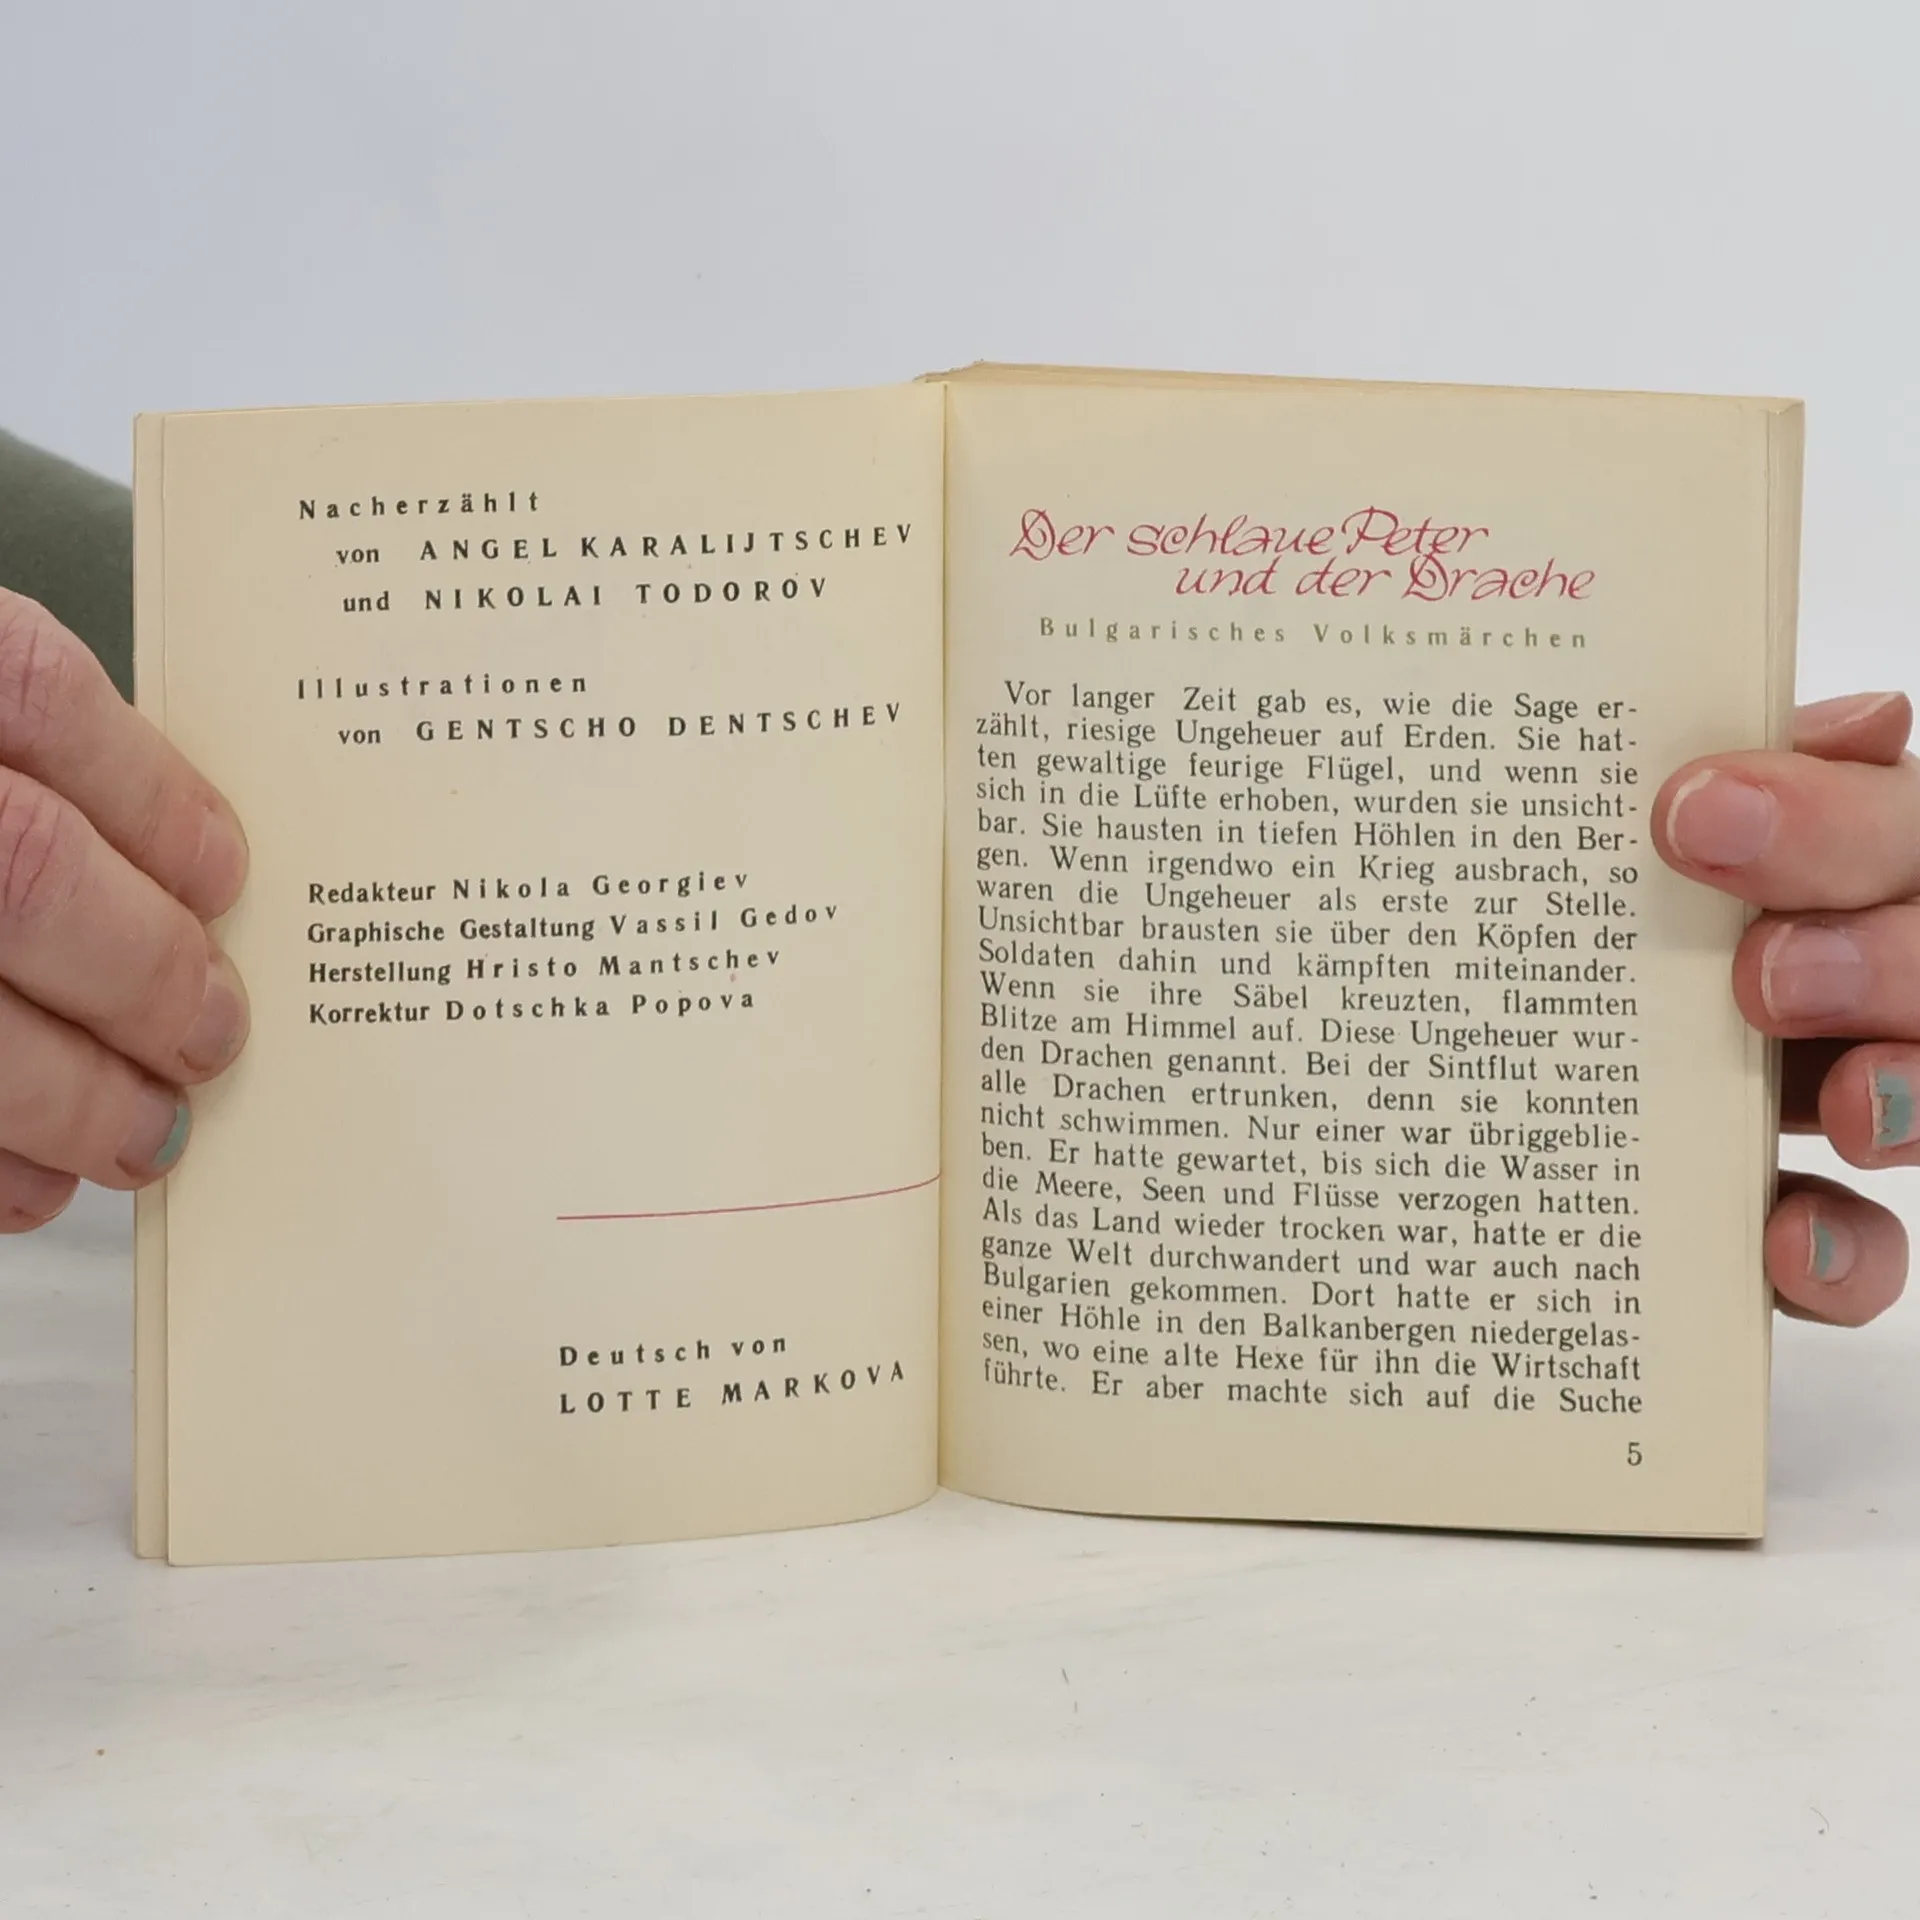 Nacherzählt
von ANGEL KARALIJTSCHEV
und NIKOLAI TODOROV
Illustrationen
von GENTSCHO DENTSCHEV
Redakteur Nikola Georgiev
Graphische Gestaltung Vassil Gedov
Herstellung Hristo Mantschev
Korrektur Dotschka Popova
Deutsch von
LOTTE MARKOVA
Der schlaue Peter
und der Drache
Bulgarisches Volksmärchen
Vor langer Zeit gab es, wie die Sage er-
zählt, riesige Ungeheuer auf Erden. Sie hat-
ten gewaltige feurige Flügel, und wenn sie
sich in die Lüfte erhoben, wurden sie unsicht-
bar. Sie hausten in tiefen Höhlen in den Ber-
gen. Wenn irgendwo ein Krieg ausbrach, so
waren die Ungeheuer als erste zur Stelle.
Unsichtbar brausten sie über den Köpfen der
Soldaten dahin und kämpften miteinander.
Wenn sie ihre Säbel kreuzten, flammten
Blitze am Himmel auf. Diese Ungeheuer wur-
den Drachen genannt. Bei der Sintflut waren
alle Drachen ertrunken, denn sie konnten
nicht schwimmen. Nur einer war übriggeblie-
ben. Er hatte gewartet, bis sich die Wasser in
die Meere, Seen und Flüsse verzogen hatten.
Als das Land wieder trocken war, hatte er die
ganze Welt durchwandert und war auch nach
Bulgarien gekommen. Dort hatte er sich in
einer Höhle in den Balkanbergen niedergelas-
sen, wo eine alte Hexe für ihn die Wirtschaft
führte. Er aber machte sich auf die Suche
5